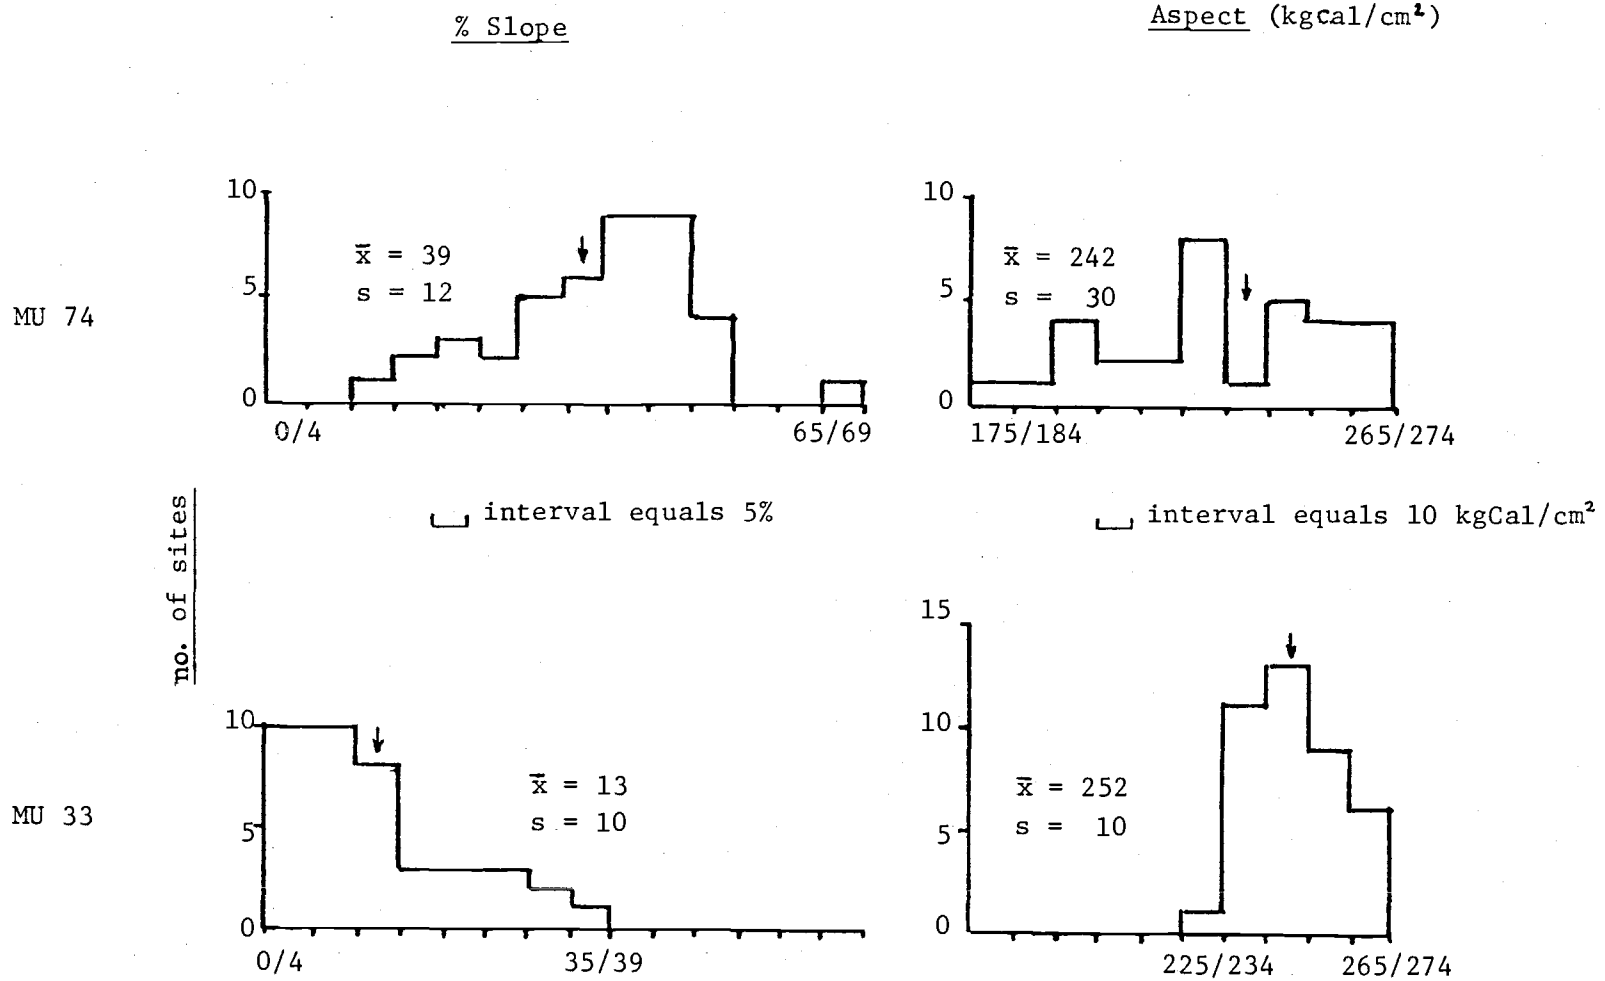 % Slope
Aspect (kgcal/cm²)
MU 74
10
5
0
x̄ = 39
s = 12
0/4
65/69
10
5
0
x̄ = 242
s = 30
175/184
265/274
interval equals 5%
interval equals 10 kgCal/cm²
no. of sites
MU 33
10
5
0
x̄ = 13
s = 10
0/4
35/39
15
10
5
0
x̄ = 252
s = 10
225/234
265/274